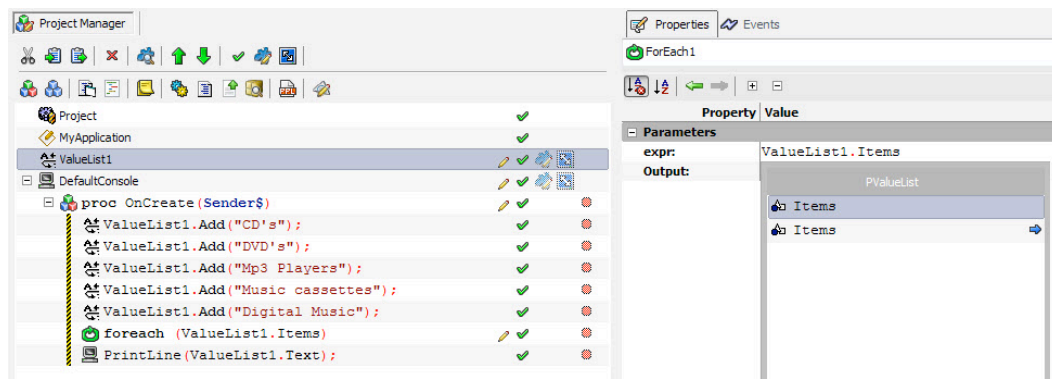 Project Manager
Project
MyApplication
ValueList1
DefaultConsole
proc OnCreate(Sender$)
ValueList1.Add("CD's");
ValueList1.Add("DVD's");
ValueList1.Add("Mp3 Players");
ValueList1.Add("Music cassettes");
ValueList1.Add("Digital Music");
foreach (ValueList1.Items)
PrintLine(ValueList1.Text);
Properties Events
ForEach1
Property Value
Parameters
expr: ValueList1.Items
Output:
PValueList
Items
Items